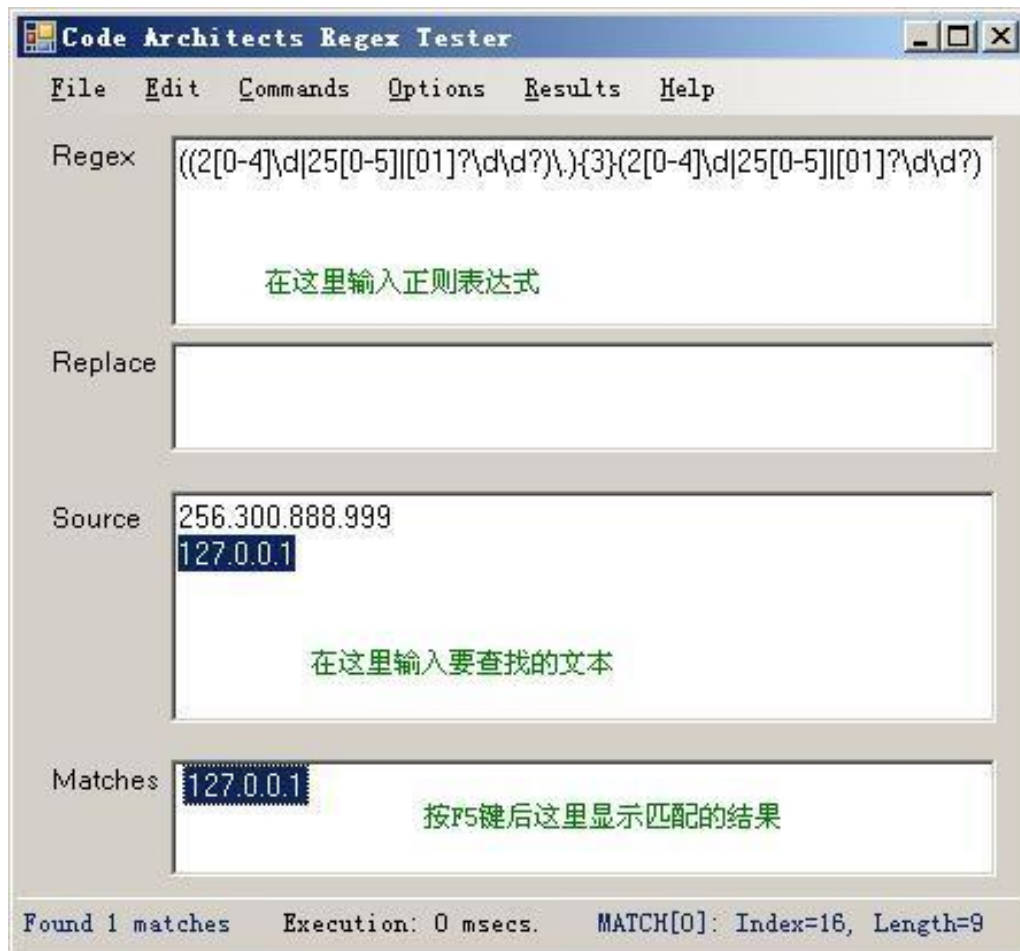 Code Architects Regex Tester
File Edit Commands Options Results Help
Regex
((2[0-4]\d|25[0-5]|[01]?\d\d?)\.){3}(2[0-4]\d|25[0-5]|[01]?\d\d?)
在这里输入正则表达式
Replace
Source
256.300.888.999
127.0.0.1
在这里输入要查找的文本
Matches
127.0.0.1
按F5键后这里显示匹配的结果
Found 1 matches Execution: 0 msecs. MATCH[0]: Index=16, Length=9